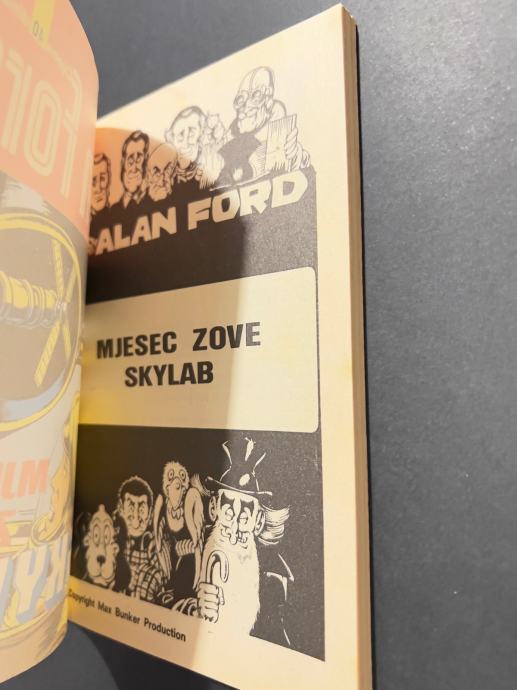 ALAN FORD
MJESEC ZOVE
SKYLAB
Copyright Max Bunker Production